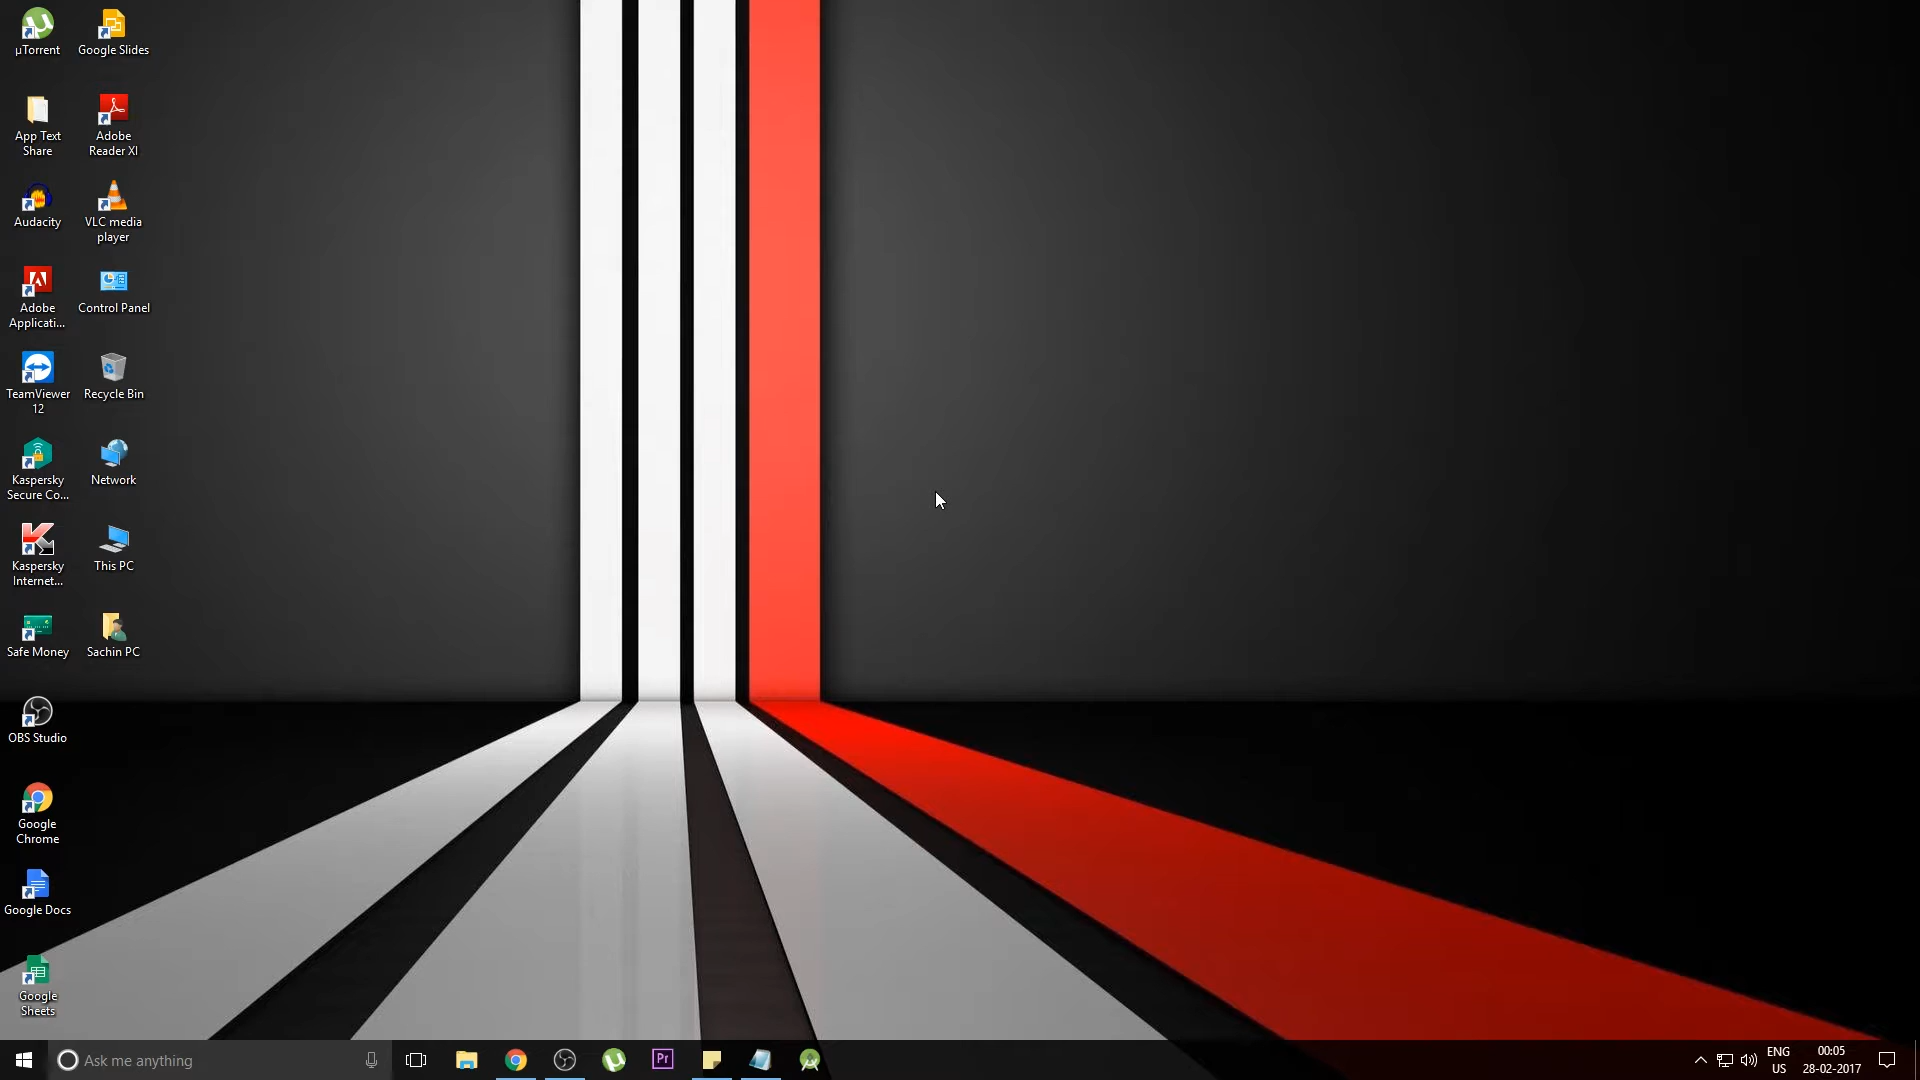 µTorrent
Google Slides
App Text
Share
Adobe
Reader XI
Audacity
VLC media
player
Adobe
Applicati...
Control Panel
TeamViewer
12
Recycle Bin
Kaspersky
Secure Co...
Network
Kaspersky
Internet...
This PC
Safe Money
Sachin PC
OBS Studio
Google
Chrome
Google Docs
Google
Sheets
Ask me anything
Pr
ENG
US
00:05
28-02-2017